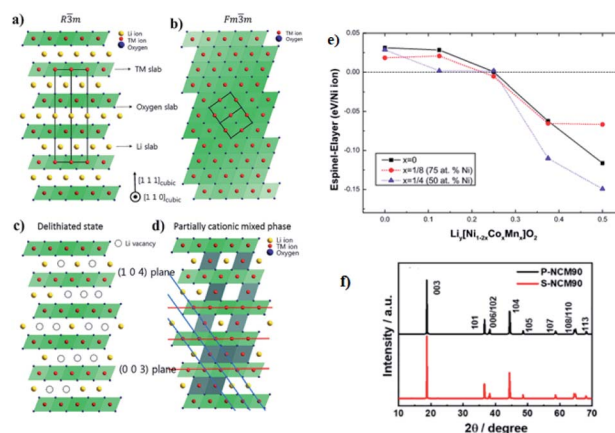 a)
R3̅m
Li ion
TM ion
Oxygen
TM slab
Oxygen slab
Li slab
[1 1 1]cubic
[1 1 0]cubic
b)
Fm3̅m
TM ion
Oxygen
c)
Delithiated state
Li vacancy
(1 0 4) plane
(0 0 3) plane
d)
Partially cationic mixed phase
Li ion
TM ion
Oxygen
e)
Espinel-Elayer (eV/Ni ion)
0.05
0.00
-0.05
-0.10
-0.15
x=0
x=1/8 (75 at. % Ni)
x=1/4 (50 at. % Ni)
0.0 0.1 0.2 0.3 0.4 0.5
Liy[Ni1-2xCoxMnx]O2
f)
Intensity / a.u.
P-NCM90
S-NCM90
003
101
006/102
104
105
107
108/110
113
10 20 30 40 50 60 70
2θ / degree